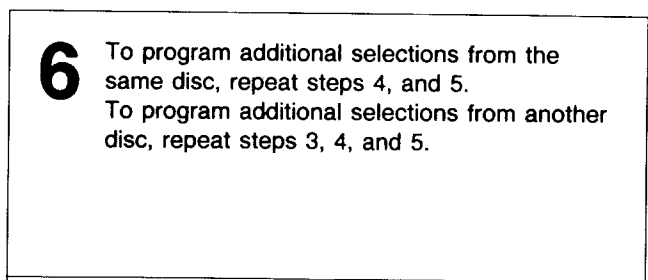 6 To program additional selections from the
same disc, repeat steps 4, and 5.
To program additional selections from another
disc, repeat steps 3, 4, and 5.